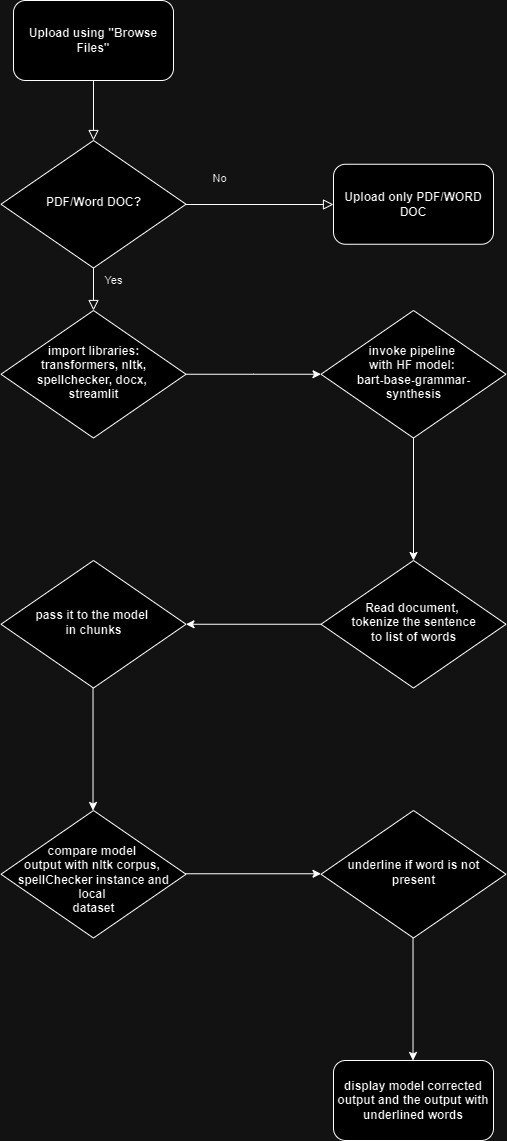 Upload using "Browse
Files"
PDF/Word DOC?
No
Upload only PDF/WORD
DOC
Yes
import libraries:
transformers, nltk,
spellchecker, docx,
streamlit
invoke pipeline
with HF model:
bart-base-grammar-
synthesis
Read document,
tokenize the sentence
to list of words
pass it to the model
in chunks
compare model
output with nltk corpus,
spellChecker instance and
local
dataset
underline if word is not
present
display model corrected
output and the output with
underlined words